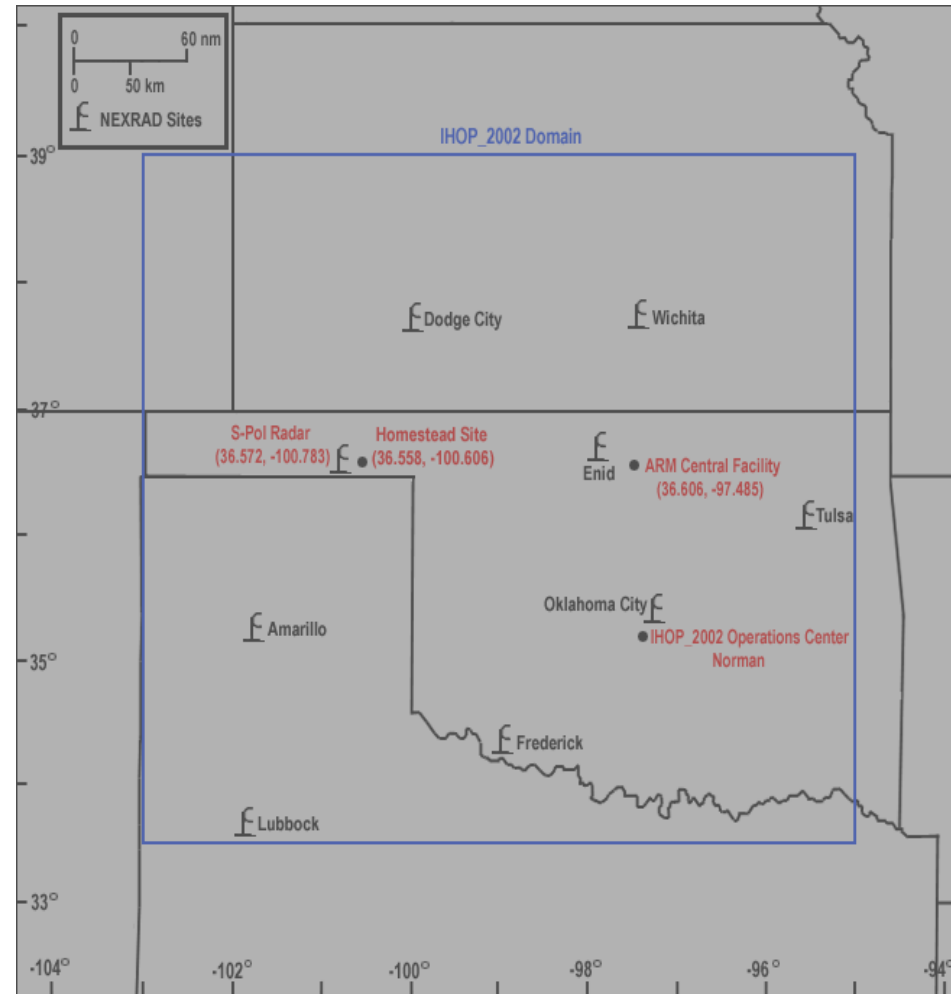 0 60 nm
0 50 km
NEXRAD Sites
IHOP_2002 Domain
39°
Dodge City
Wichita
37°
S-Pol Radar
(36.572, -100.783)
Homestead Site
(36.558, -100.606)
Enid
ARM Central Facility
(36.606, -97.485)
Tulsa
Oklahoma City
Amarillo
IHOP_2002 Operations Center
Norman
35°
Frederick
Lubbock
33°
-104° -102° -100° -98° -96° -94°